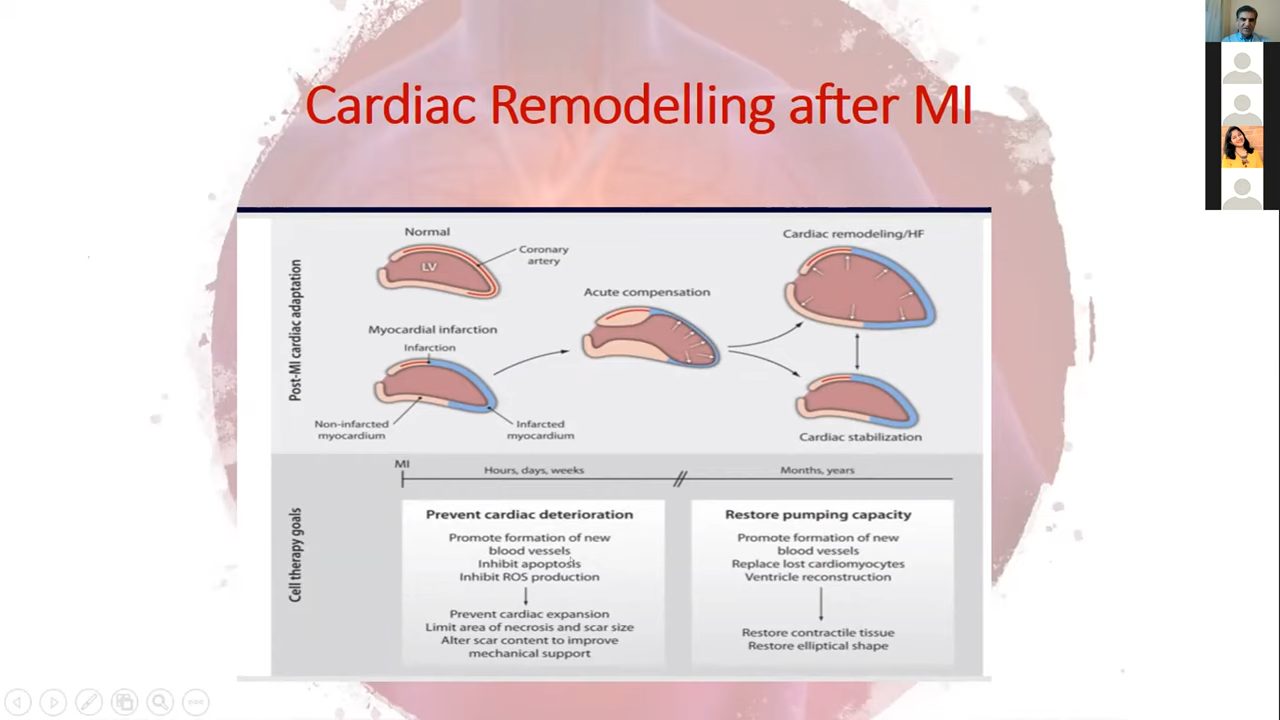 Cardiac Remodelling after MI
Post-MI cardiac adaptation
Normal
LV
Coronary
artery
Myocardial infarction
Infarction
Non-infarcted
myocardium
Infarcted
myocardium
Acute compensation
Cardiac remodeling/HF
Cardiac stabilization
Cell therapy goals
MI
Hours, days, weeks
Months, years
Prevent cardiac deterioration
Promote formation of new
blood vessels
Inhibit apoptosis
Inhibit ROS production
Prevent cardiac expansion
Limit area of necrosis and scar size
Alter scar content to improve
mechanical support
Restore pumping capacity
Promote formation of new
blood vessels
Replace lost cardiomyocytes
Ventricle reconstruction
Restore contractile tissue
Restore elliptical shape